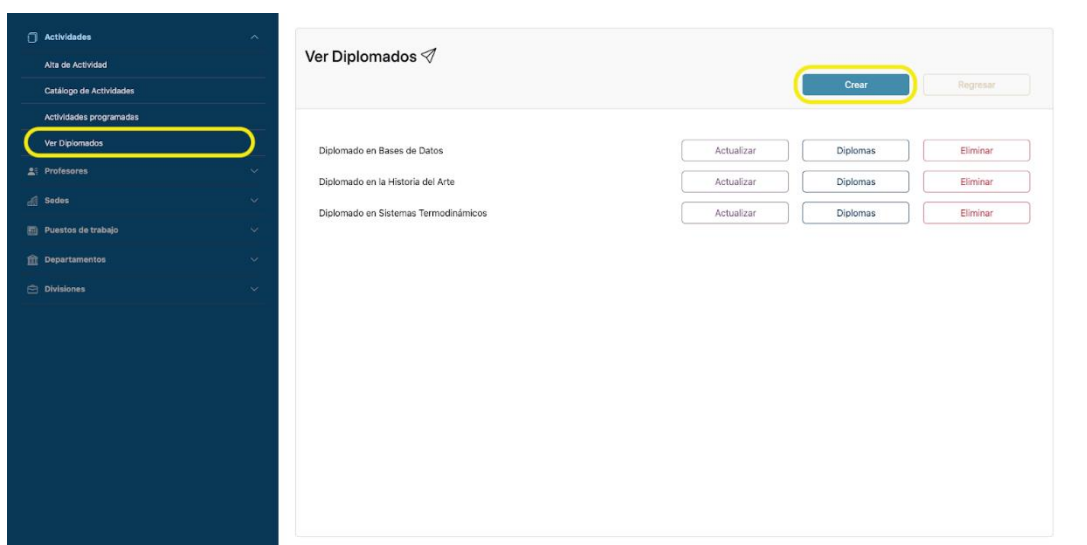 Actividades
Alta de Actividad
Catálogo de Actividades
Actividades programadas
Ver Diplomados
Profesores
Sedes
Puestos de trabajo
Departamentos
Divisiones
Ver Diplomados
Crear Regresar
Diplomado en Bases de Datos Actualizar Diplomas Eliminar
Diplomado en la Historia del Arte Actualizar Diplomas Eliminar
Diplomado en Sistemas Termodinámicos Actualizar Diplomas Eliminar